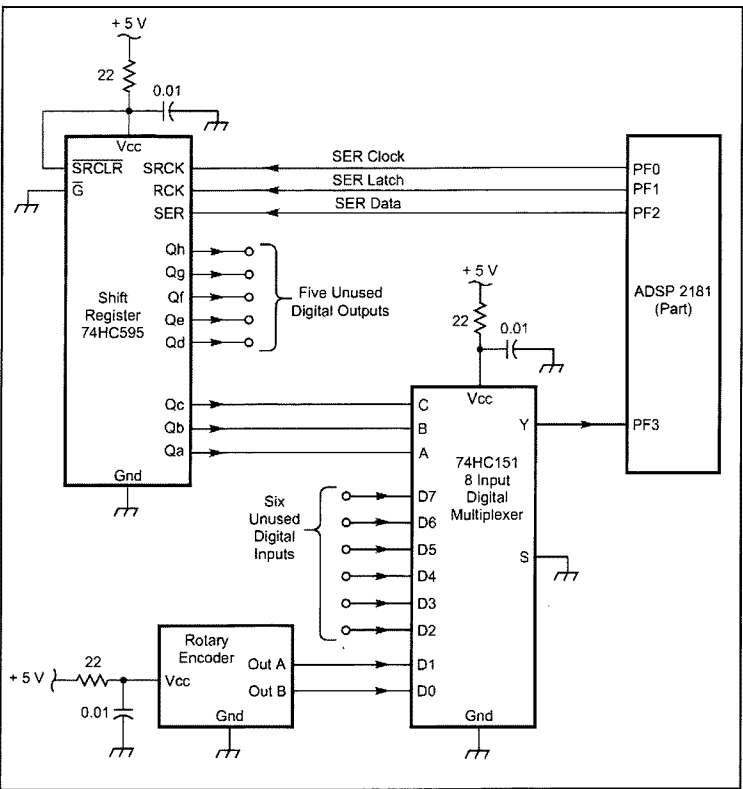 + 5 V
22
0.01
Vcc
SRCLR
G
SRCK
RCK
SER
SER Clock
SER Latch
SER Data
PF0
PF1
PF2
ADSP 2181
(Part)
PF3
Qh
Qg
Qf
Qe
Qd
Five Unused
Digital Outputs
Shift
Register
74HC595
Qc
Qb
Qa
Gnd
+ 5 V
22
0.01
Vcc
C
B
A
Y
74HC151
8 Input
Digital
Multiplexer
S
Six
Unused
Digital
Inputs
D7
D6
D5
D4
D3
D2
D1
D0
Gnd
Rotary
Encoder
Out A
Out B
Vcc
Gnd
+ 5 V
22
0.01